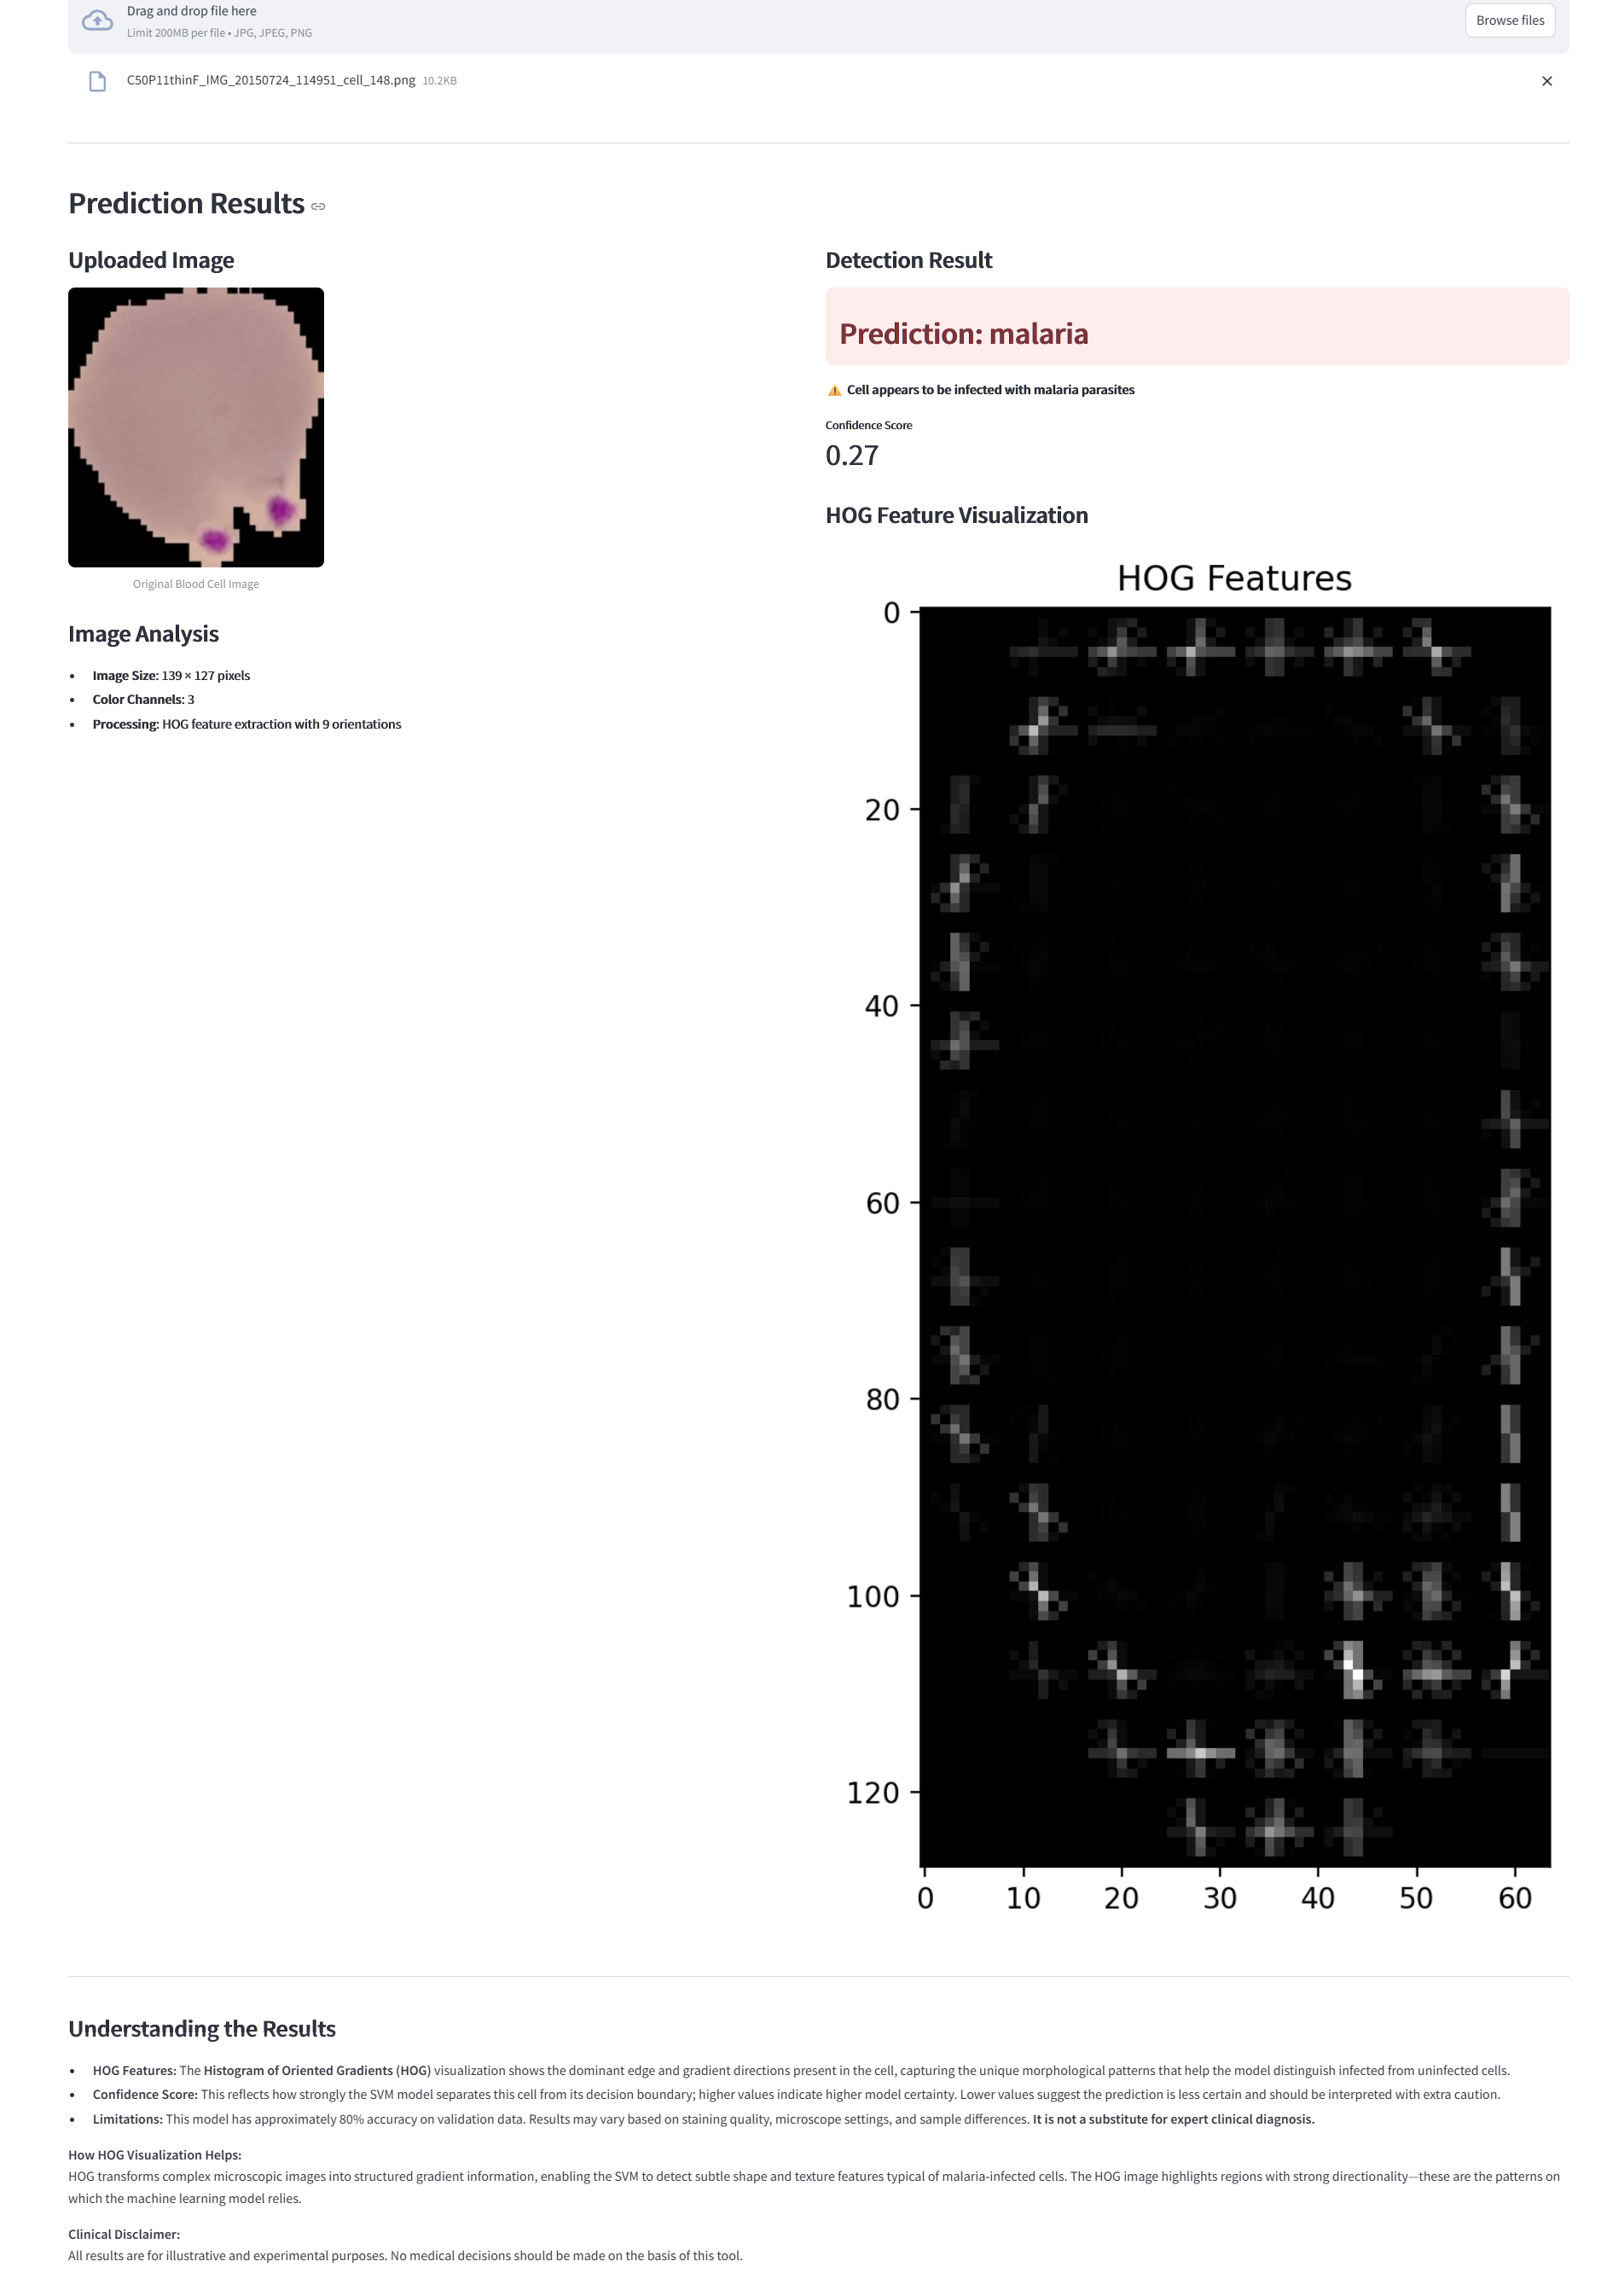 Drag and drop file here
Limit 200MB per file • JPG, JPEG, PNG
Browse files
C50P11thinF_IMG_20150724_114951_cell_148.png 10.2KB
Prediction Results
Uploaded Image
Original Blood Cell Image
Image Analysis
• Image Size: 139 × 127 pixels
• Color Channels: 3
• Processing: HOG feature extraction with 9 orientations
Detection Result
Prediction: malaria
⚠️ Cell appears to be infected with malaria parasites
Confidence Score
0.27
HOG Feature Visualization
HOG Features
0
20
40
60
80
100
120
0 10 20 30 40 50 60
Understanding the Results
• HOG Features: The Histogram of Oriented Gradients (HOG) visualization shows the dominant edge and gradient directions present in the cell, capturing the unique morphological patterns that help the model distinguish infected from uninfected cells.
• Confidence Score: This reflects how strongly the SVM model separates this cell from its decision boundary; higher values indicate higher model certainty. Lower values suggest the prediction is less certain and should be interpreted with extra caution.
• Limitations: This model has approximately 80% accuracy on validation data. Results may vary based on staining quality, microscope settings, and sample differences. It is not a substitute for expert clinical diagnosis.
How HOG Visualization Helps:
HOG transforms complex microscopic images into structured gradient information, enabling the SVM to detect subtle shape and texture features typical of malaria-infected cells. The HOG image highlights regions with strong directionality—these are the patterns on
which the machine learning model relies.
Clinical Disclaimer:
All results are for illustrative and experimental purposes. No medical decisions should be made on the basis of this tool.